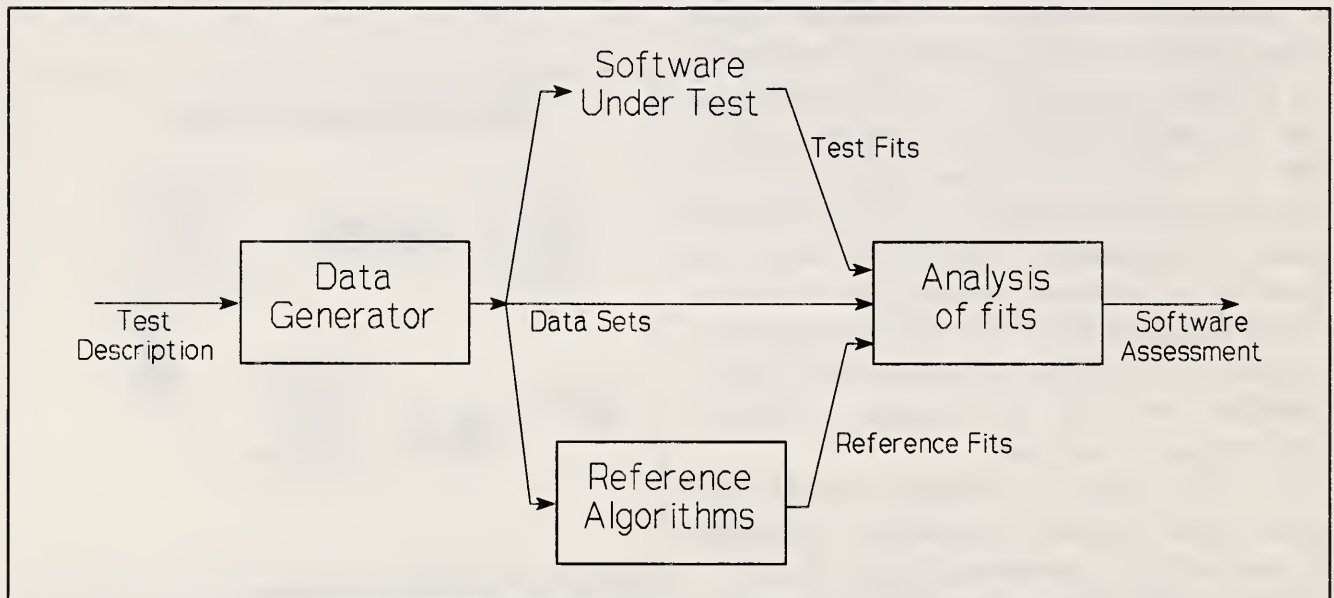 Software
Under Test
Test Fits
Data
Generator
Analysis
of fits
Test
Description
Data Sets
Software
Assessment
Reference Fits
Reference
Algorithms